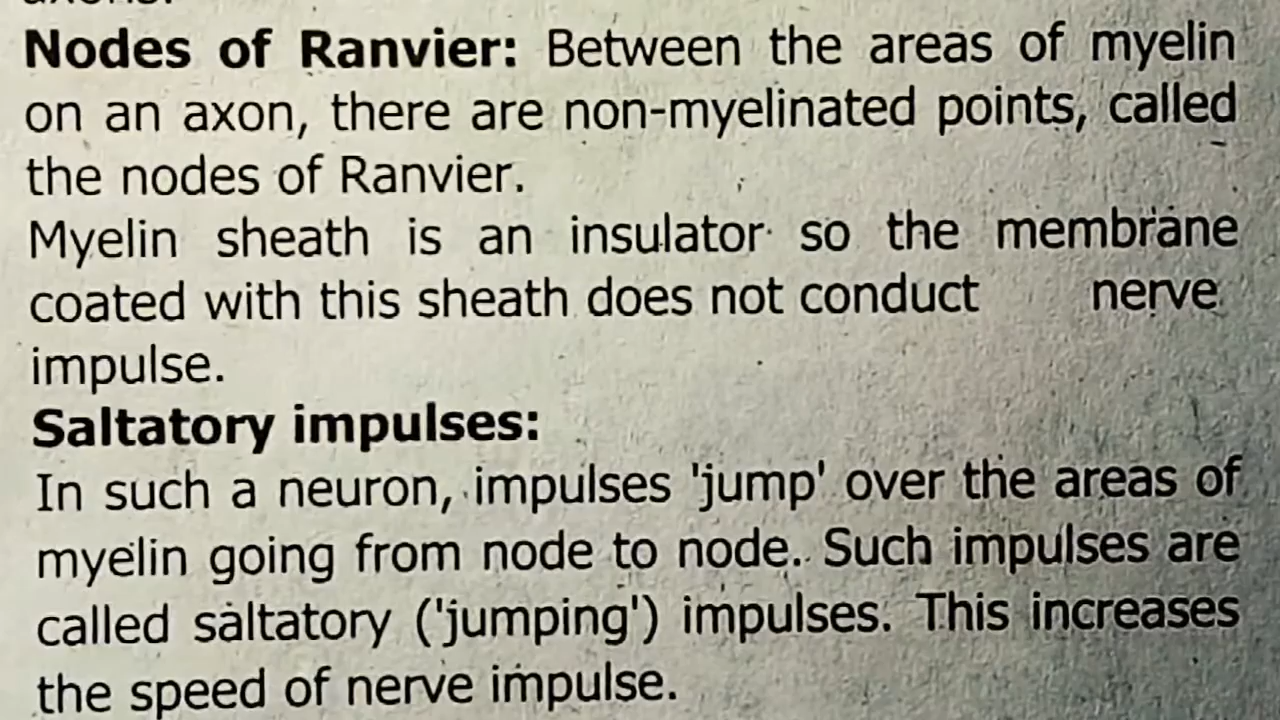 Nodes of Ranvier: Between the areas of myelin
on an axon, there are non-myelinated points, called
the nodes of Ranvier.
Myelin sheath is an insulator so the membrane
coated with this sheath does not conduct nerve
impulse.
Saltatory impulses:
In such a neuron, impulses 'jump' over the areas of
myelin going from node to node. Such impulses are
called saltatory ('jumping') impulses. This increases
the speed of nerve impulse.